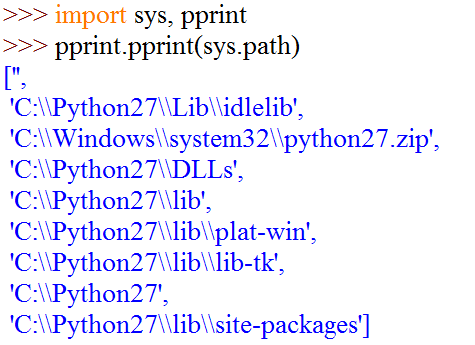 >>> import sys, pprint
>>> pprint.pprint(sys.path)
['',
'C:\\Python27\\Lib\\idlelib',
'C:\\Windows\\system32\\python27.zip',
'C:\\Python27\\DLLs',
'C:\\Python27\\lib',
'C:\\Python27\\lib\\plat-win',
'C:\\Python27\\lib\\lib-tk',
'C:\\Python27',
'C:\\Python27\\lib\\site-packages']